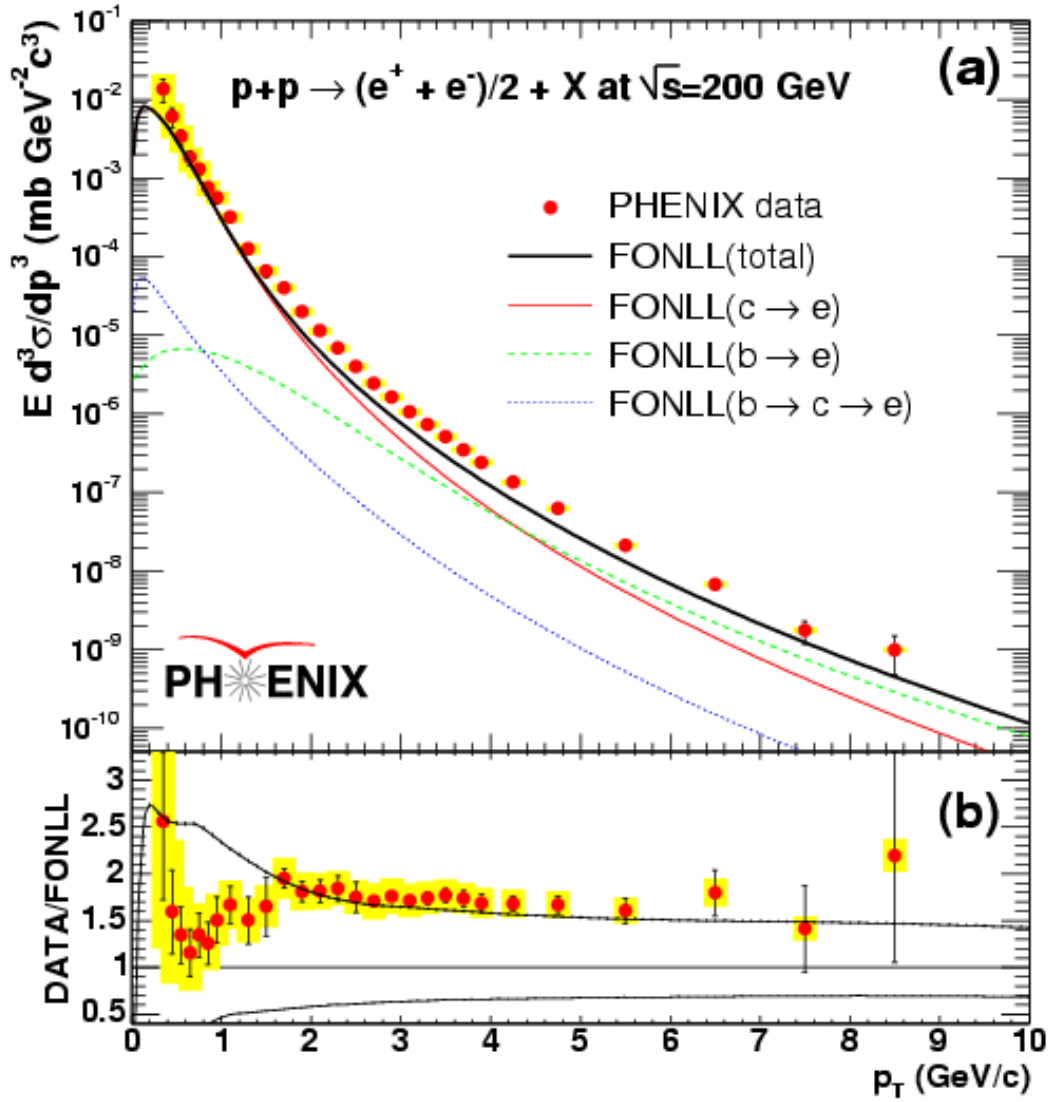 (a)
p+p → (e⁺ + e⁻)/2 + X at √s=200 GeV
PHENIX data
FONLL(total)
FONLL(c → e)
FONLL(b → e)
FONLL(b → c → e)
E d³σ/dp³ (mb GeV⁻²c³)
10⁻¹
10⁻²
10⁻³
10⁻⁴
10⁻⁵
10⁻⁶
10⁻⁷
10⁻⁸
10⁻⁹
10⁻¹⁰
PHENIX
(b)
DATA/FONLL
3
2.5
2
1.5
1
0.5
0 1 2 3 4 5 6 7 8 9 10
p_T (GeV/c)